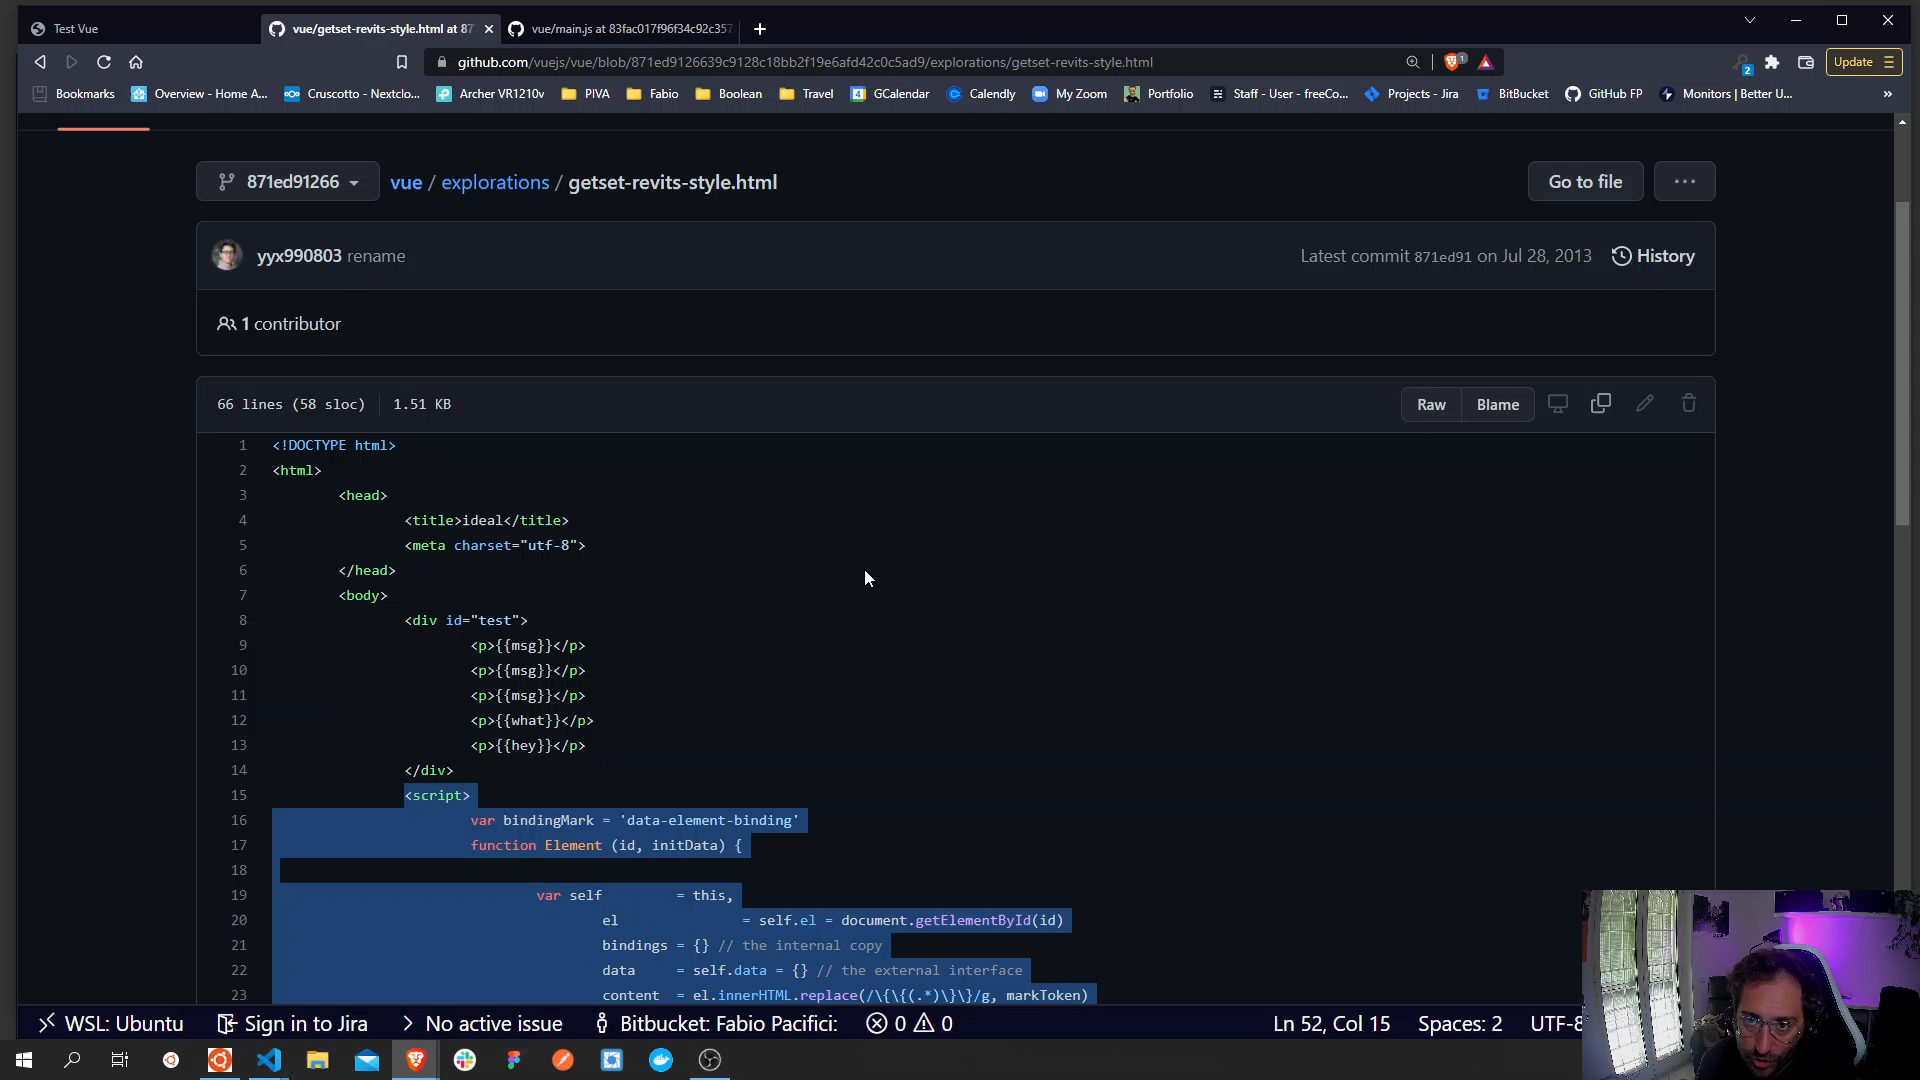 Test Vue
vue/getset-revits-style.html at 87
vue/main.js at 83fac017f96f34c92c357
github.com/vuejs/vue/blob/871ed9126639c9128c18bb2f19e6afd42c0c5ad9/explorations/getset-revits-style.html
1
2
Update
Bookmarks
Overview - Home A...
Cruscotto - Nextclo...
Archer VR1210v
PIVA
Fabio
Boolean
Travel
4
GCalendar
Calendly
My Zoom
Portfolio
Staff - User - freeCo...
Projects - Jira
BitBucket
GitHub FP
Monitors | Better U...
»
871ed91266
vue / explorations / getset-revits-style.html
Go to file
...
yyx990803 rename
Latest commit 871ed91 on Jul 28, 2013
History
1 contributor
66 lines (58 sloc)
1.51 KB
Raw
Blame
1 <!DOCTYPE html>
2 <html>
3 <head>
4 <title>ideal</title>
5 <meta charset="utf-8">
6 </head>
7 <body>
8 <div id="test">
9 <p>{{msg}}</p>
10 <p>{{msg}}</p>
11 <p>{{msg}}</p>
12 <p>{{what}}</p>
13 <p>{{hey}}</p>
14 </div>
15 <script>
16 var bindingMark = 'data-element-binding'
17 function Element (id, initData) {
18
19 var self = this,
20 el = self.el = document.getElementById(id)
21 bindings = {} // the internal copy
22 data = self.data = {} // the external interface
23 content = el.innerHTML.replace(/\{\{(.*)\}\}/g, markToken)
WSL: Ubuntu
Sign in to Jira
No active issue
Bitbucket: Fabio Pacifici:
0
0
Ln 52, Col 15
Spaces: 2
UTF-8